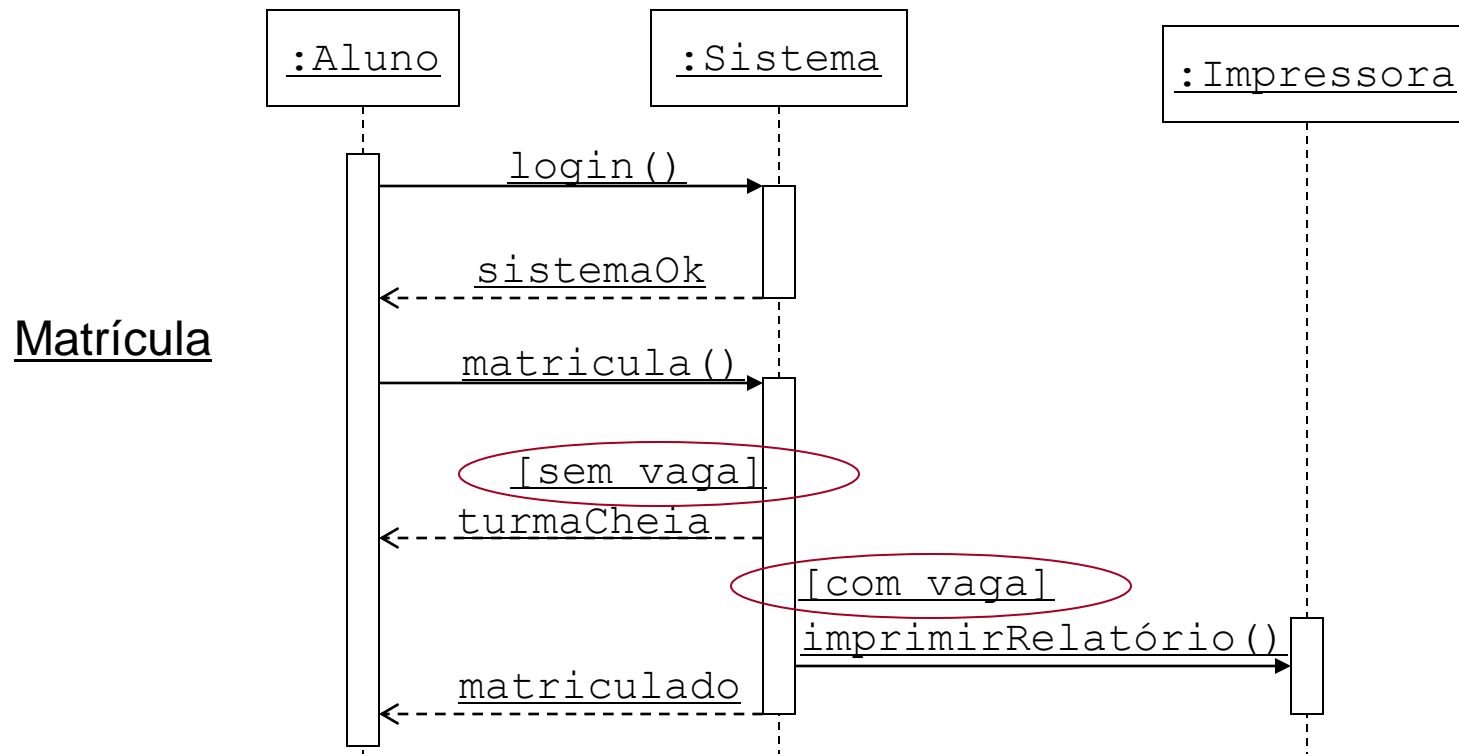 :Aluno
:Sistema
:Impressora
login()
sistemaOk
Matrícula
matricula()
[sem vaga]
turmaCheia
[com vaga]
imprimirRelatório()
matriculado